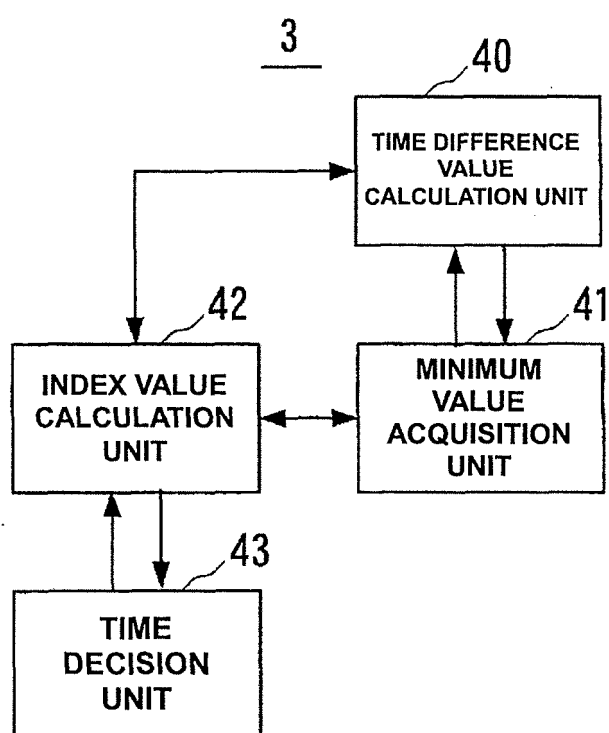 3
40
TIME DIFFERENCE
VALUE
CALCULATION UNIT
42
41
INDEX VALUE
CALCULATION
UNIT
MINIMUM
VALUE
ACQUISITION
UNIT
43
TIME
DECISION
UNIT